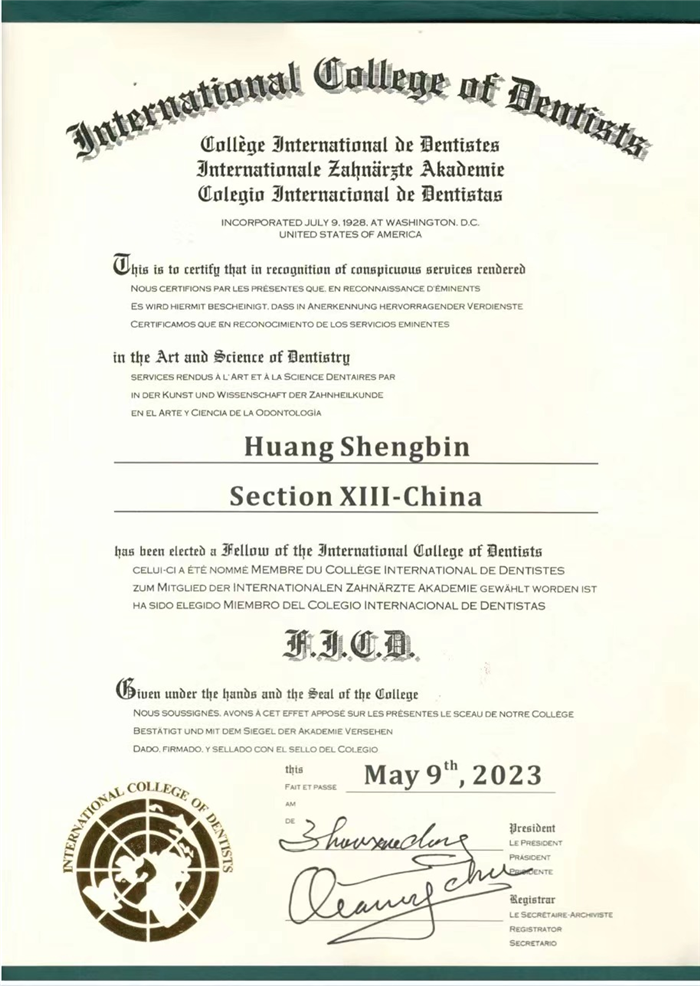 International College of Dentists
Collège International de Dentistes
Internationale Zahnärzte Akademie
Colegio Internacional de Dentistas
INCORPORATED JULY 9, 1928, AT WASHINGTON, D.C.
UNITED STATES OF AMERICA
This is to certify that in recognition of conspicuous services rendered
NOUS CERTIFIONS PAR LES PRÉSENTES QUE, EN RECONNAISSANCE D'ÉMINENTS
ES WIRD HIERMIT BESCHEINIGT, DASS IN ANERKENNUNG HERVORRAGENDER VERDIENSTE
CERTIFICAMOS QUE EN RECONOCIMIENTO DE LOS SERVICIOS EMINENTES
in the Art and Science of Dentistry
SERVICES RENDUS À L'ART ET À LA SCIENCE DENTAIRES PAR
IN DER KUNST UND WISSENSCHAFT DER ZAHNHEILKUNDE
EN EL ARTE Y CIENCIA DE LA ODONTOLOGÍA
Huang Shengbin
Section XIII-China
has been elected a Fellow of the International College of Dentists
CELUI-CI A ÉTÉ NOMMÉ MEMBRE DU COLLÈGE INTERNATIONAL DE DENTISTES
ZUM MITGLIED DER INTERNATIONALEN ZAHNÄRZTE AKADEMIE GEWÄHLT WORDEN IST
HA SIDO ELEGIDO MIEMBRO DEL COLEGIO INTERNACIONAL DE DENTISTAS
F.I.C.D.
Given under the hands and the Seal of the College
NOUS SOUSSIGNÉS, AVONS À CET EFFET APPOSÉ SUR LES PRÉSENTES LE SCEAU DE NOTRE COLLÈGE
BESTÄTIGT UND MIT DEM SIEGEL DER AKADEMIE VERSEHEN
DADO, FIRMADO, Y SELLADO CON EL SELLO DEL COLEGIO
this
May 9th, 2023
FAIT ET PASSE
AM
DE
President
LE PRESIDENT
PRÄSIDENT
PRESIDENTE
Registrar
LE SECRÉTAIRE-ARCHIVISTE
REGISTRATOR
SECRETARIO
INTERNATIONAL COLLEGE OF DENTISTS